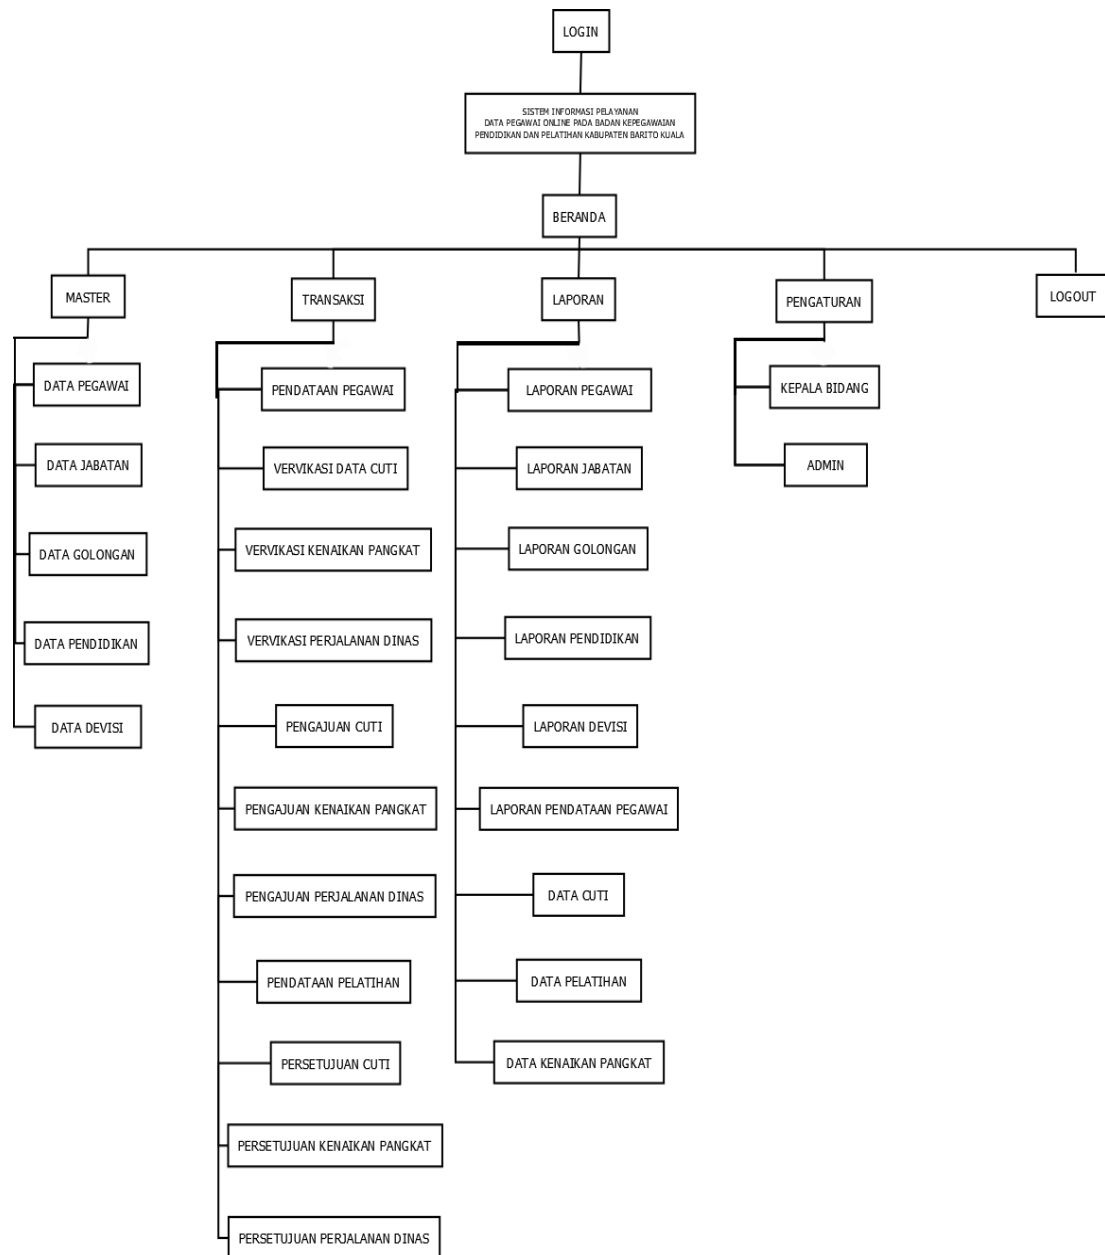 LOGIN
SISTEM INFORMASI PELAYANAN
DATA PEGAWAI ONLINE PADA BADAN KEPEGAWAIAN
PENDIDIKAN DAN PELATIHAN KABUPATEN BARITO KUALA
BERANDA
MASTER
TRANSAKSI
LAPORAN
PENGATURAN
LOGOUT
DATA PEGAWAI
DATA JABATAN
DATA GOLONGAN
DATA PENDIDIKAN
DATA DEVISI
PENDATAAN PEGAWAI
VERVIKASI DATA CUTI
VERVIKASI KENAIKAN PANGKAT
VERVIKASI PERJALANAN DINAS
PENGAJUAN CUTI
PENGAJUAN KENAIKAN PANGKAT
PENGAJUAN PERJALANAN DINAS
PENDATAAN PELATIHAN
PERSETUJUAN CUTI
PERSETUJUAN KENAIKAN PANGKAT
PERSETUJUAN PERJALANAN DINAS
LAPORAN PEGAWAI
LAPORAN JABATAN
LAPORAN GOLONGAN
LAPORAN PENDIDIKAN
LAPORAN DEVISI
LAPORAN PENDATAAN PEGAWAI
DATA CUTI
DATA PELATIHAN
DATA KENAIKAN PANGKAT
KEPALA BIDANG
ADMIN